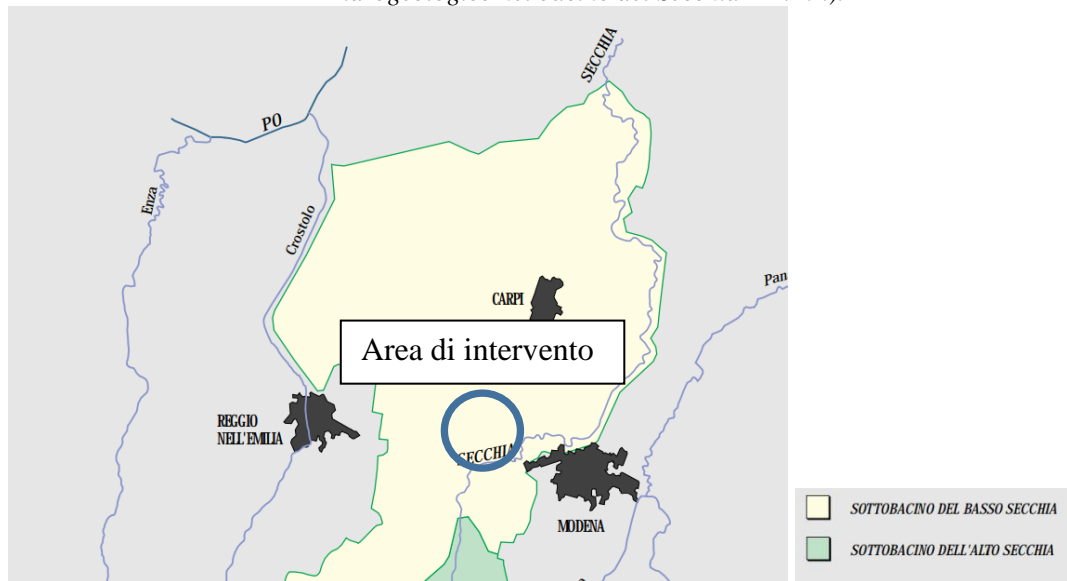 SECCHIA
PO
Enza
Crostolo
Pan
CARPI
Area di intervento
REGGIO
NELL'EMILIA
SECCHIA
MODENA
SOTTOBACINO DEL BASSO SECCHIA
SOTTOBACINO DELL'ALTO SECCHIA